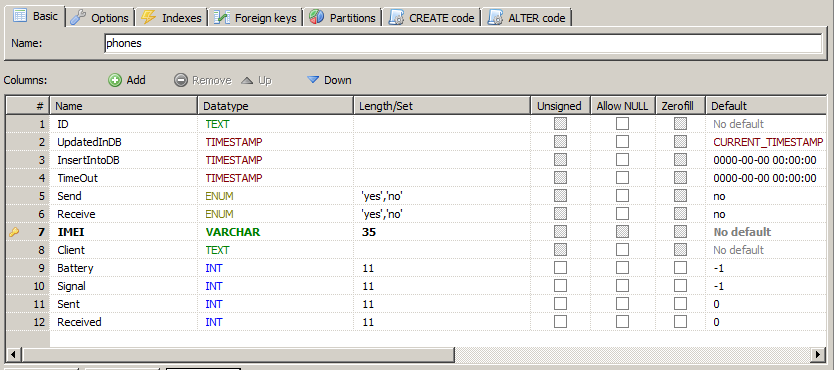 Basic Options Indexes Foreign keys Partitions CREATE code ALTER code
Name: phones
Columns: Add Remove Up Down
# Name Datatype Length/Set Unsigned Allow NULL Zerofill Default
1 ID TEXT No default
2 UpdatedInDB TIMESTAMP CURRENT_TIMESTAMP
3 InsertIntoDB TIMESTAMP 0000-00-00 00:00:00
4 TimeOut TIMESTAMP 0000-00-00 00:00:00
5 Send ENUM 'yes','no' no
6 Receive ENUM 'yes','no' no
7 IMEI VARCHAR 35 No default
8 Client TEXT No default
9 Battery INT 11 -1
10 Signal INT 11 -1
11 Sent INT 11 0
12 Received INT 11 0